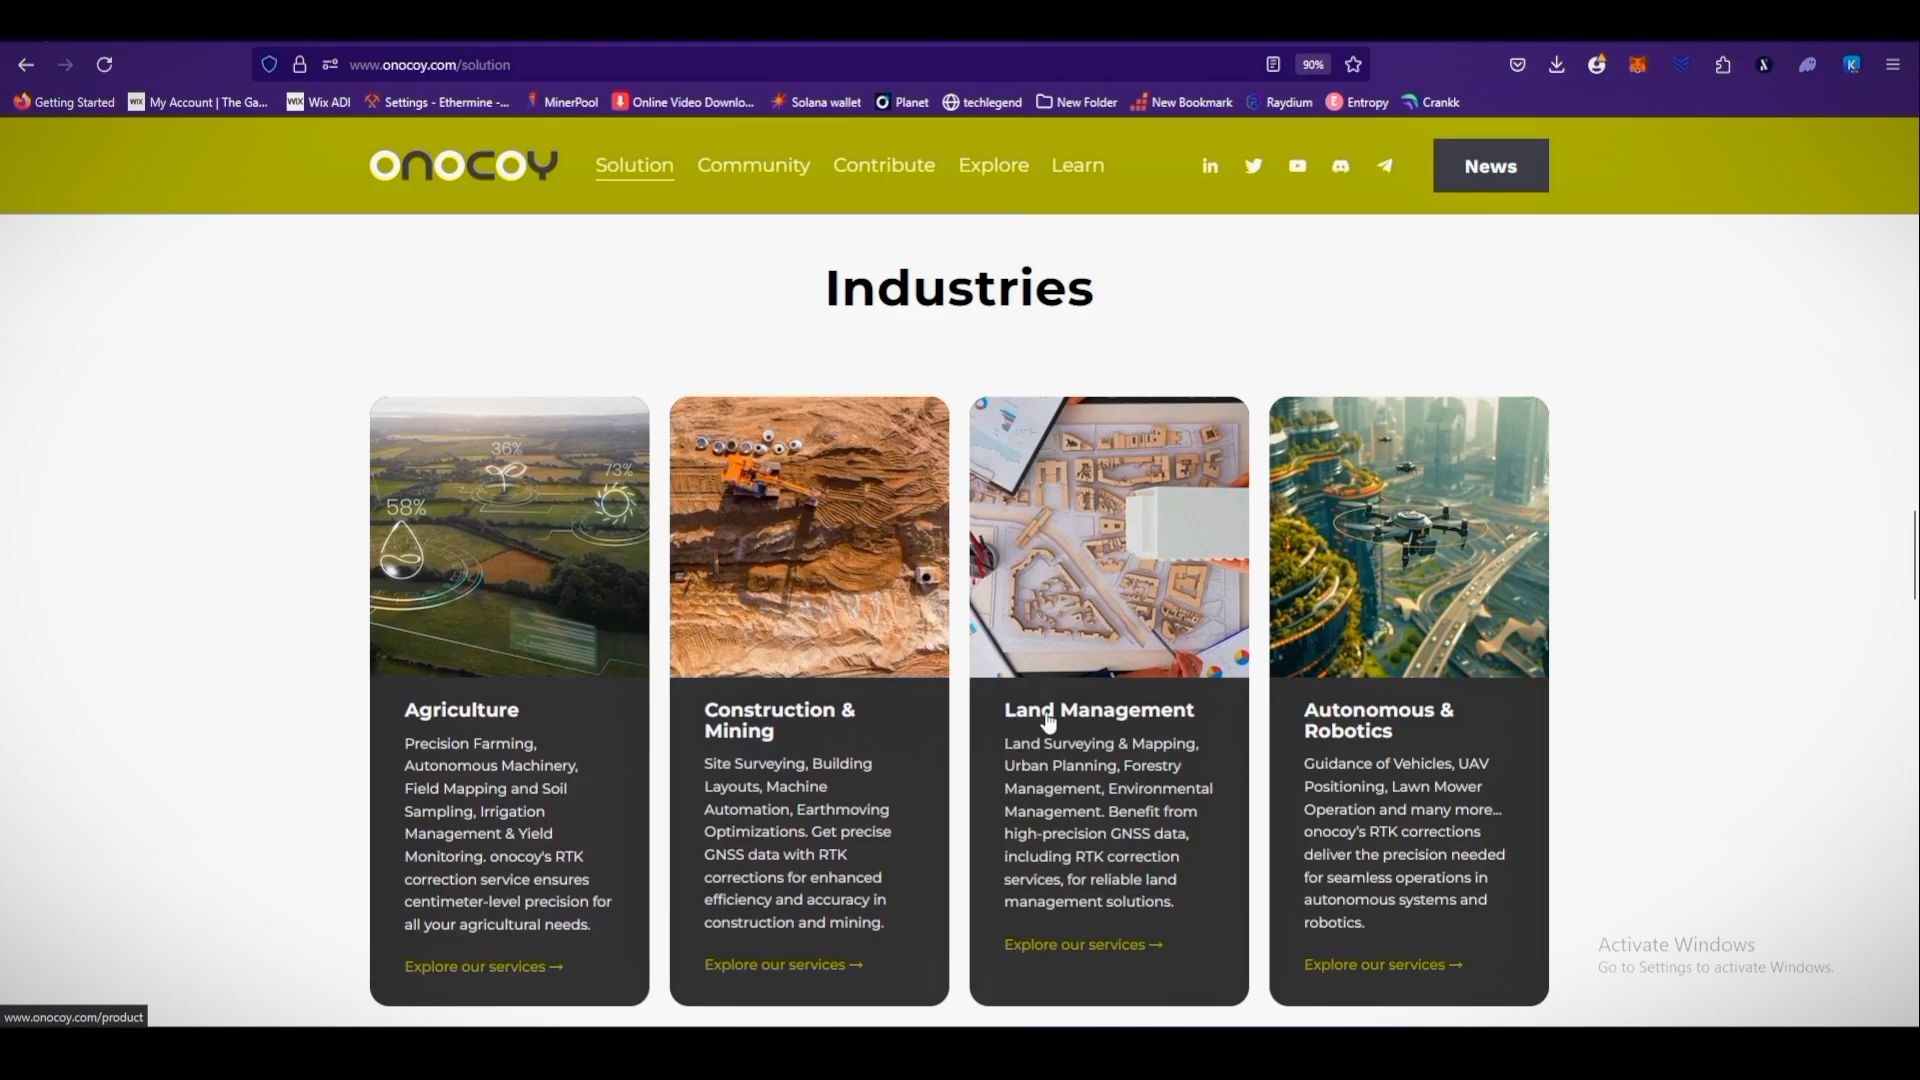 www.onocoy.com/solution
90%
Getting Started
My Account | The Ga...
Wix ADI
Settings - Ethermine -...
MinerPool
Online Video Downlo...
Solana wallet
Planet
techlegend
New Folder
New Bookmark
Raydium
Entropy
Crankk
onocoy
Solution
Community
Contribute
Explore
Learn
News
Industries
36%
73%
58%
Agriculture
Precision Farming,
Autonomous Machinery,
Field Mapping and Soil
Sampling, Irrigation
Management & Yield
Monitoring. onocoy's RTK
correction service ensures
centimeter-level precision for
all your agricultural needs.
Explore our services →
Construction &
Mining
Site Surveying, Building
Layouts, Machine
Automation, Earthmoving
Optimizations. Get precise
GNSS data with RTK
corrections for enhanced
efficiency and accuracy in
construction and mining.
Explore our services →
Land Management
Land Surveying & Mapping,
Urban Planning, Forestry
Management, Environmental
Management. Benefit from
high-precision GNSS data,
including RTK correction
services, for reliable land
management solutions.
Explore our services →
Autonomous &
Robotics
Guidance of Vehicles, UAV
Positioning, Lawn Mower
Operation and many more...
onocoy's RTK corrections
deliver the precision needed
for seamless operations in
autonomous systems and
robotics.
Explore our services →
Activate Windows
Go to Settings to activate Windows.
www.onocoy.com/product